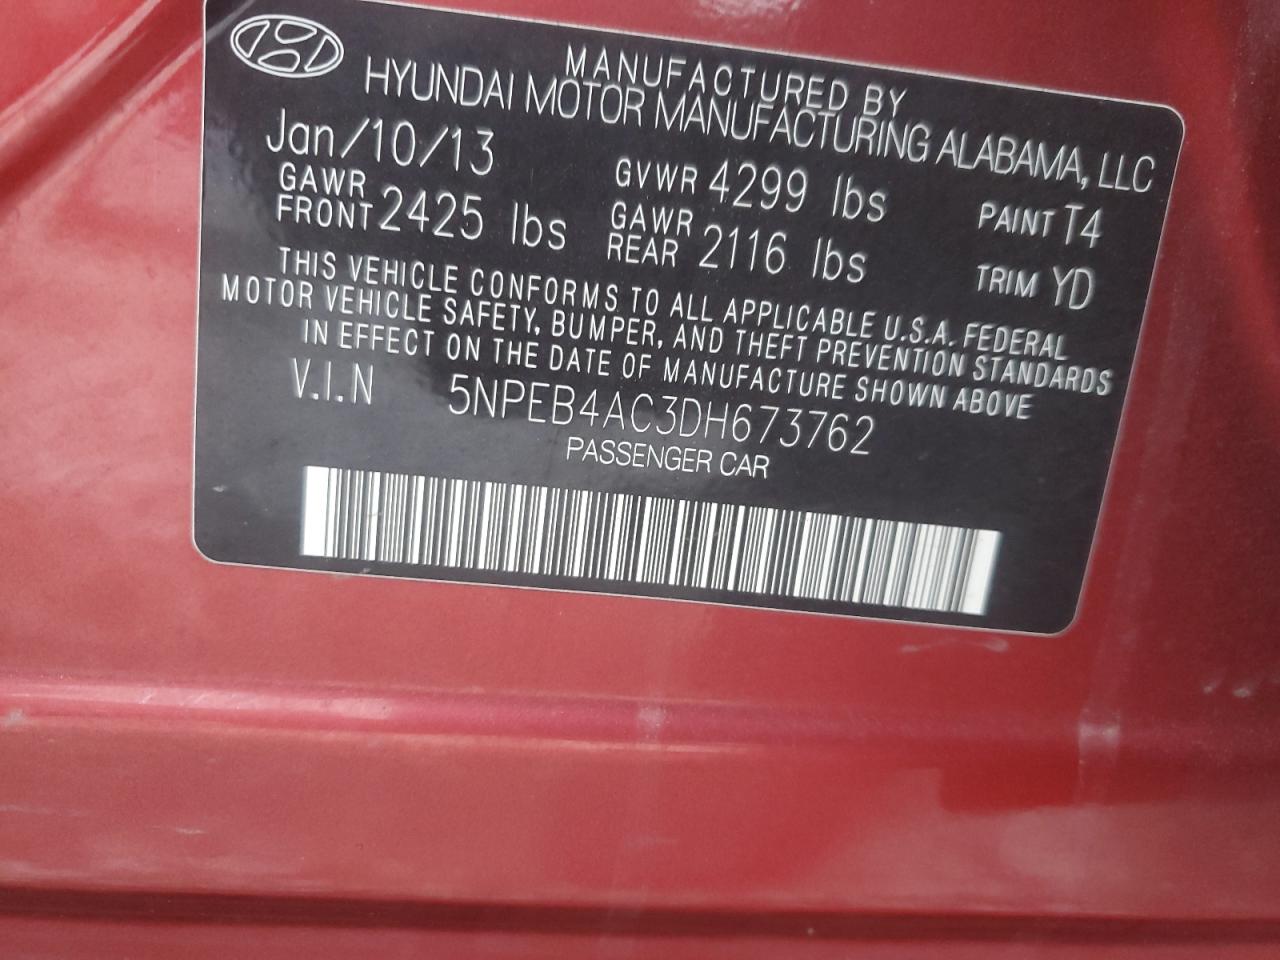 MANUFACTURED BY
HYUNDAI MOTOR MANUFACTURING ALABAMA, LLC
Jan/10/13
GVWR 4299 lbs
PAINT T4
GAWR FRONT 2425 lbs
GAWR REAR 2116 lbs
TRIM YD
THIS VEHICLE CONFORMS TO ALL APPLICABLE U.S.A. FEDERAL
MOTOR VEHICLE SAFETY, BUMPER, AND THEFT PREVENTION STANDARDS
IN EFFECT ON THE DATE OF MANUFACTURE SHOWN ABOVE
V.I.N 5NPEB4AC3DH673762
PASSENGER CAR